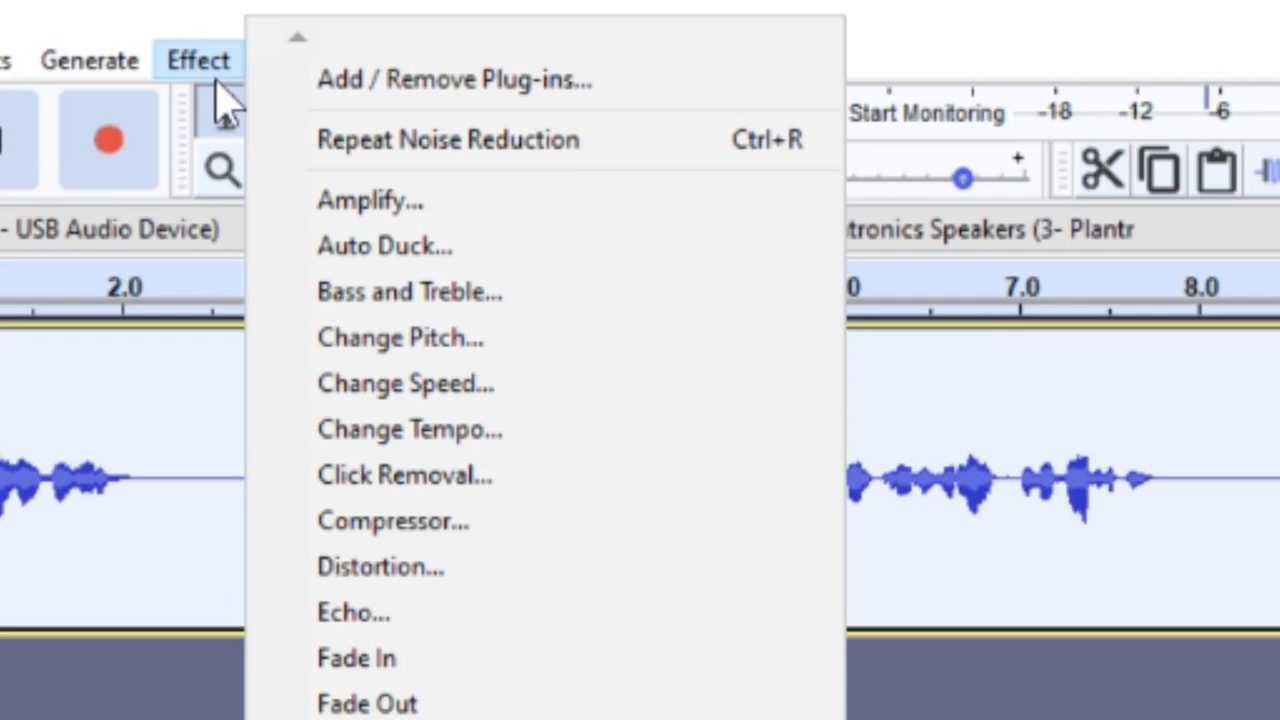 Generate Effect
Add / Remove Plug-ins...
Repeat Noise Reduction Ctrl+R
Amplify...
Auto Duck...
Bass and Treble...
Change Pitch...
Change Speed...
Change Tempo...
Click Removal...
Compressor...
Distortion...
Echo...
Fade In
Fade Out
Start Monitoring -18 -12 -6
- USB Audio Device)
tronics Speakers (3- Plantr
2.0 0 7.0 8.0